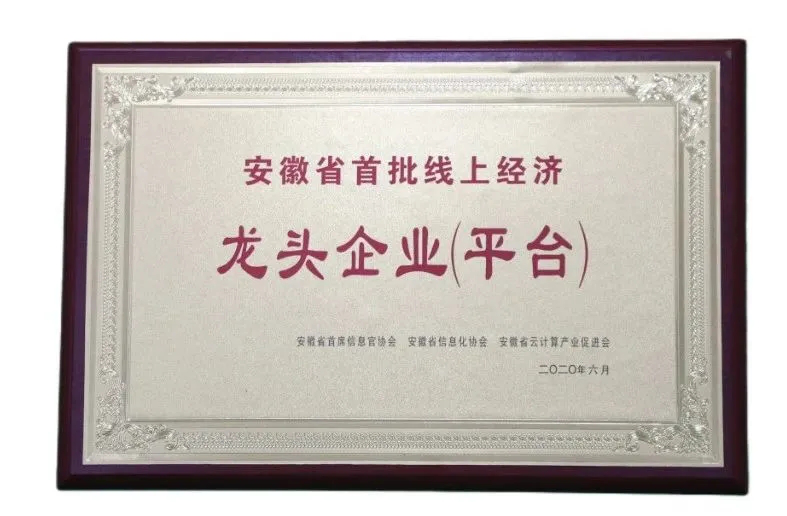 安徽省首批线上经济
龙头企业(平台)
安徽省首席信息官协会 安徽省信息化协会 安徽省云计算产业促进会
二〇二〇年六月